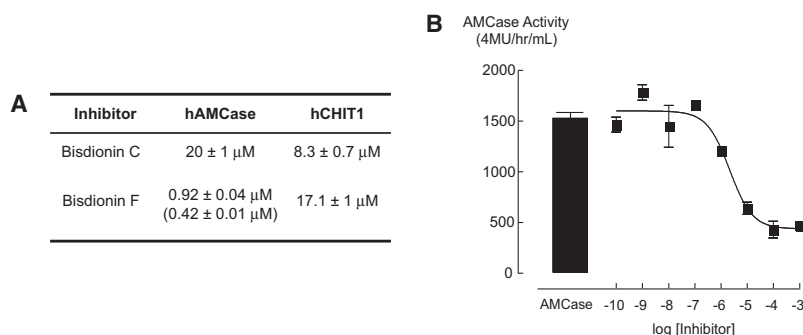 A
Inhibitor hAMCase hCHIT1
Bisdionin C 20 ± 1 μM 8.3 ± 0.7 μM
Bisdionin F 0.92 ± 0.04 μM 17.1 ± 1 μM
(0.42 ± 0.01 μM)
B
AMCase Activity
(4MU/hr/mL)
2000
1500
1000
500
0
AMCase -10 -9 -8 -7 -6 -5 -4 -3
log [Inhibitor]